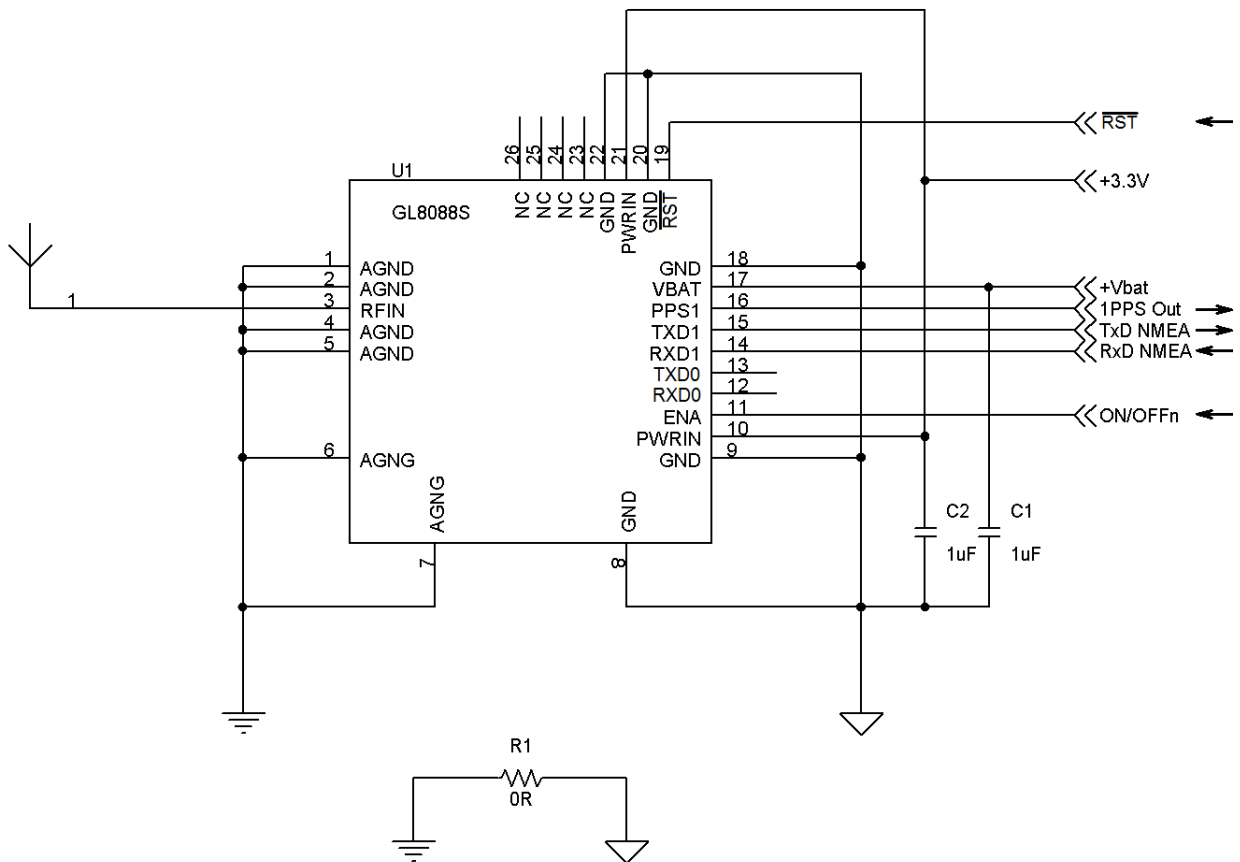 26
25
24
23
22
21
20
19
RST
+3.3V
U1
GL8088S
NC
NC
NC
NC
GND
PWRIN
GND
RST
1
AGND
2
AGND
1
3
RFIN
4
AGND
5
AGND
6
AGNG
AGNG
7
GND
8
GND
18
VBAT
17
+Vbat
PPS1
16
1PPS Out
TXD1
15
TxD NMEA
RXD1
14
RxD NMEA
TXD0
13
RXD0
12
ENA
11
ON/OFFn
PWRIN
10
GND
9
C2
1uF
C1
1uF
R1
0R